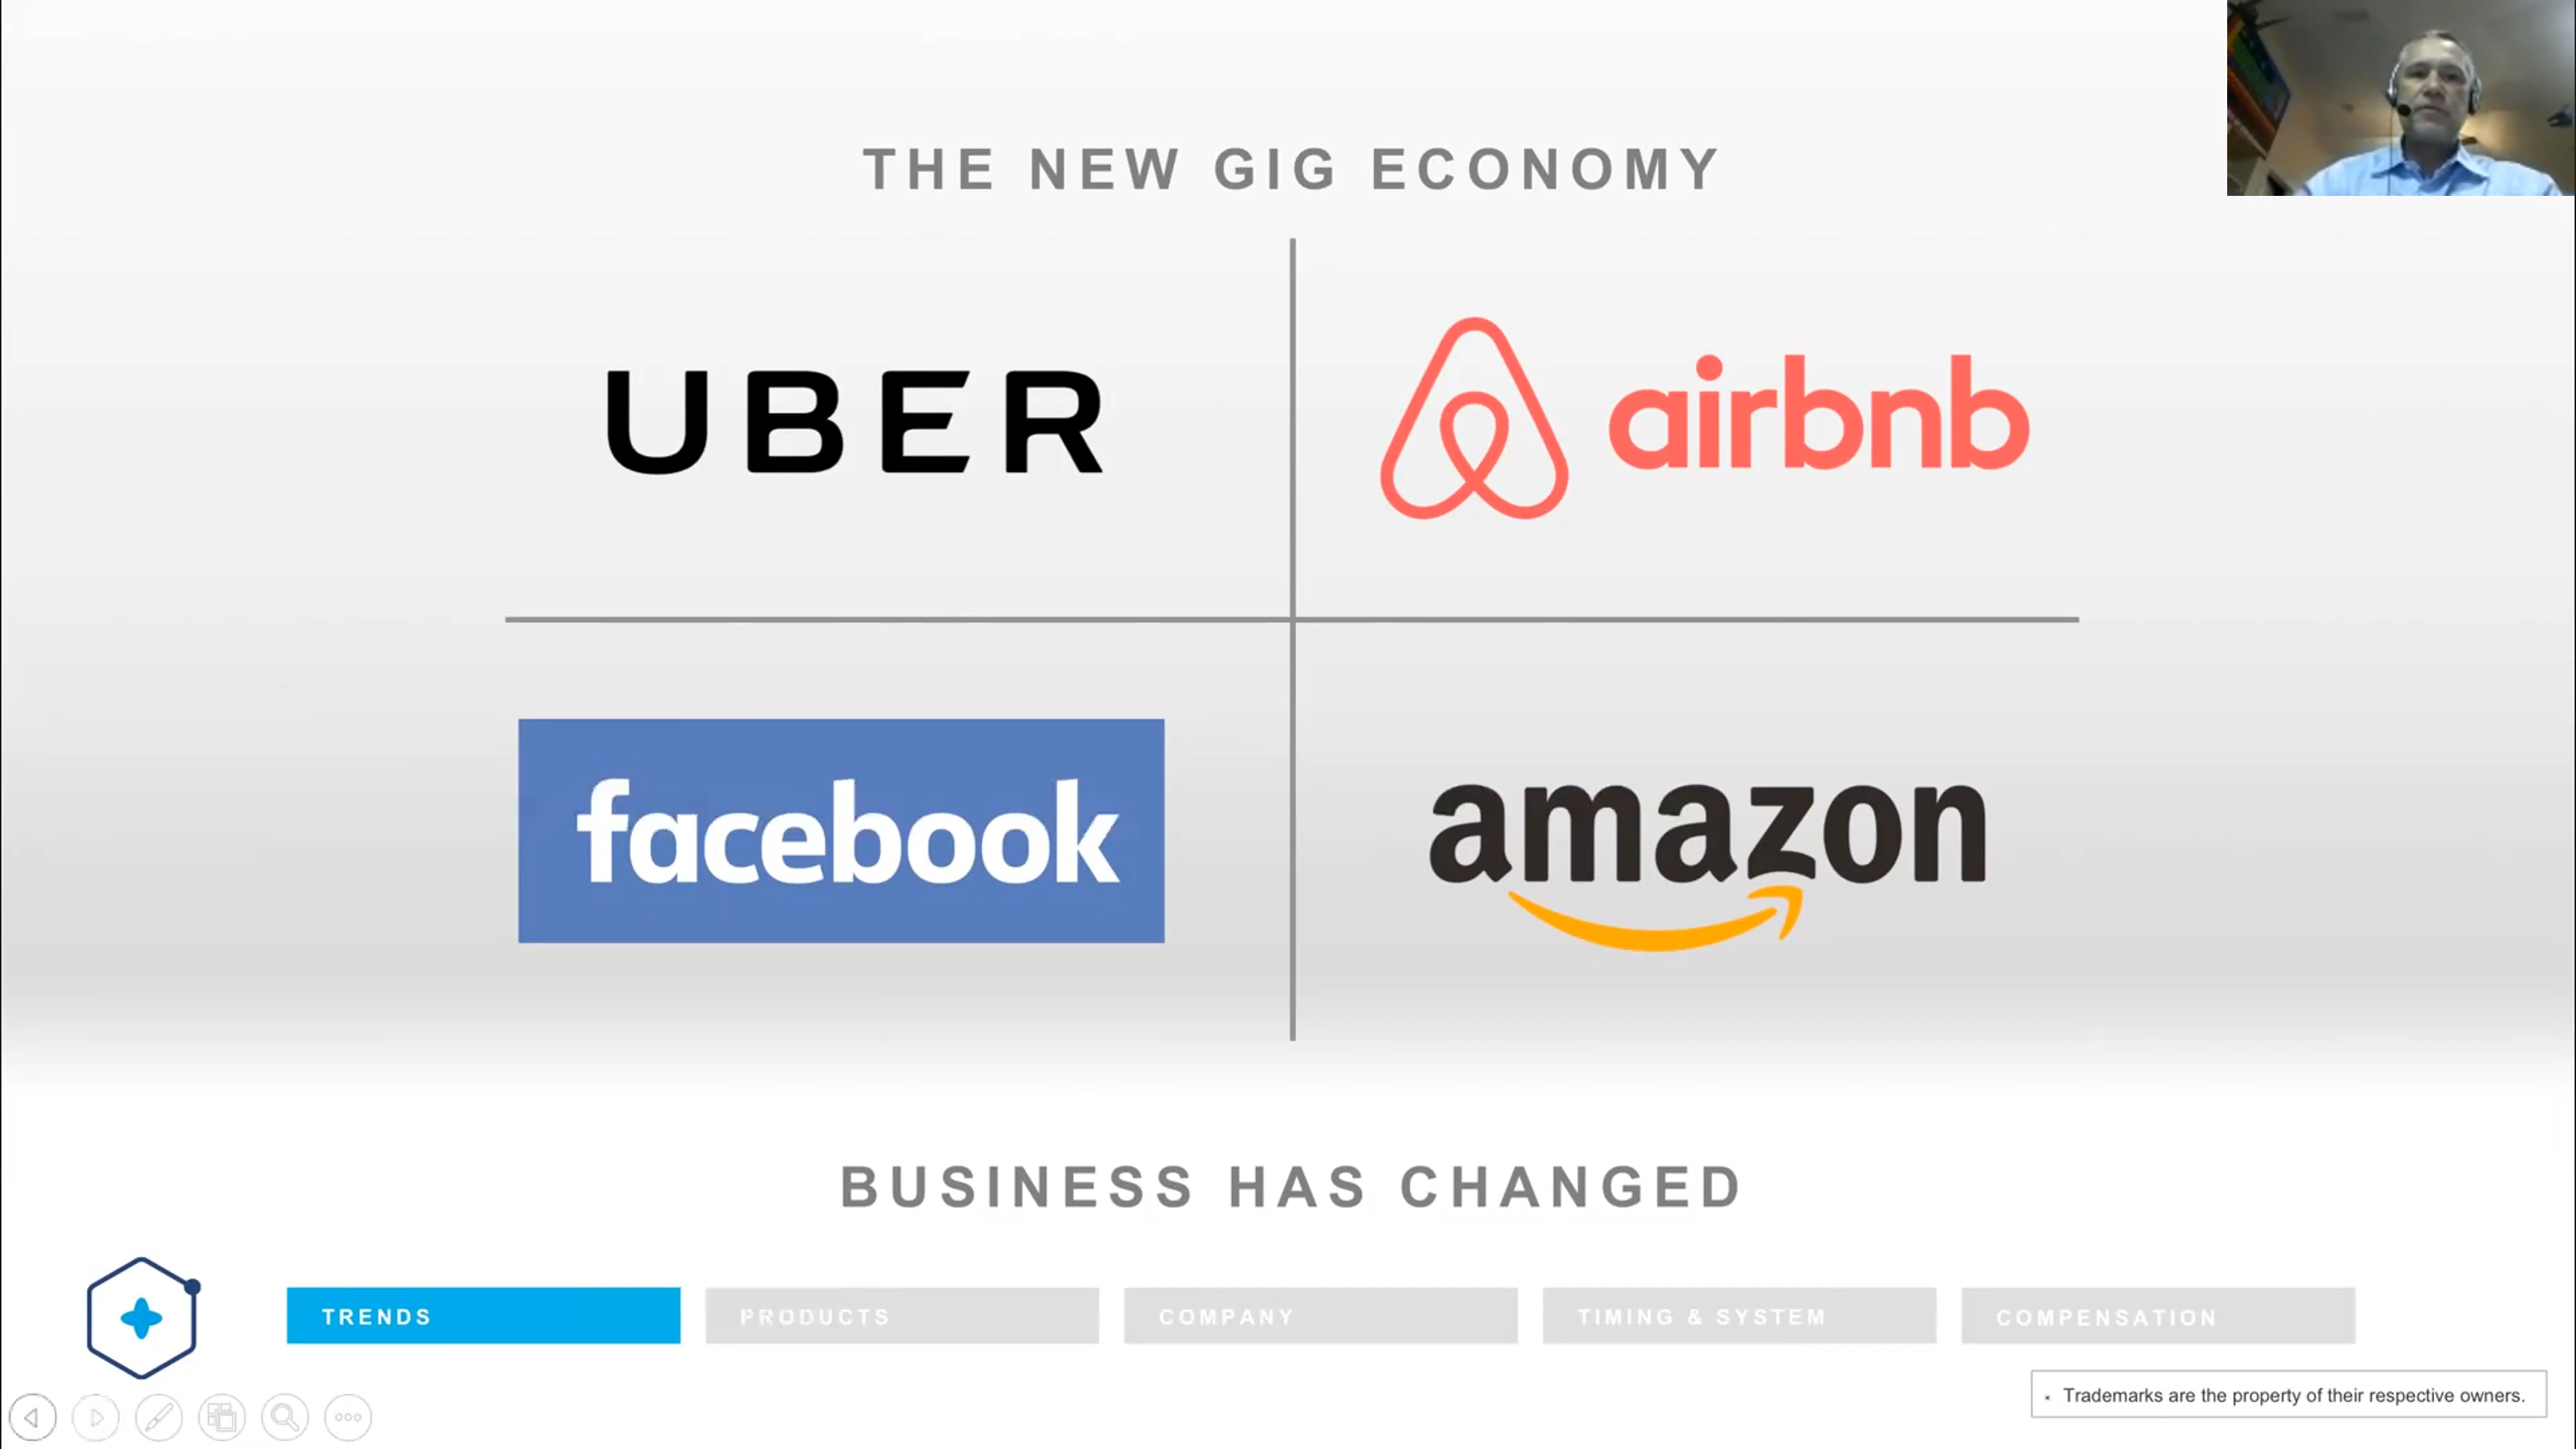 THE NEW GIG ECONOMY
UBER
airbnb
facebook
amazon
BUSINESS HAS CHANGED
TRENDS
PRODUCTS
COMPANY
TIMING & SYSTEM
COMPENSATION
• Trademarks are the property of their respective owners.